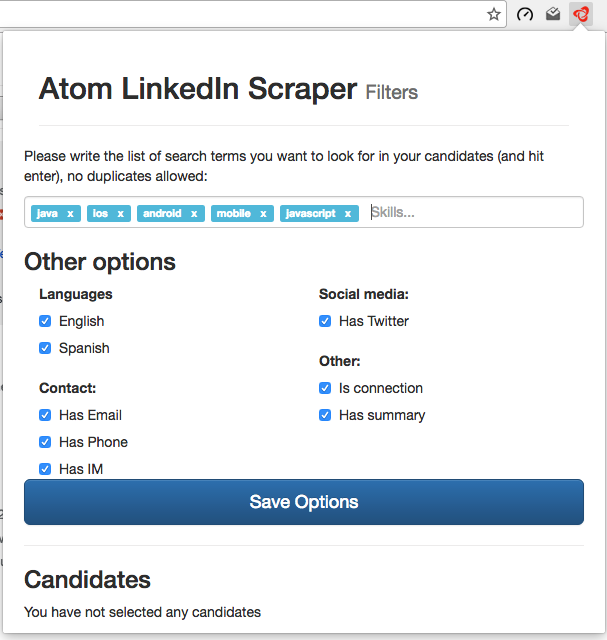 Atom LinkedIn Scraper Filters
Please write the list of search terms you want to look for in your candidates (and hit
enter), no duplicates allowed:
java x ios x android x mobile x javascript x Skills...
Other options
Languages
English
Spanish
Contact:
Has Email
Has Phone
Has IM
Social media:
Has Twitter
Other:
Is connection
Has summary
Save Options
Candidates
You have not selected any candidates